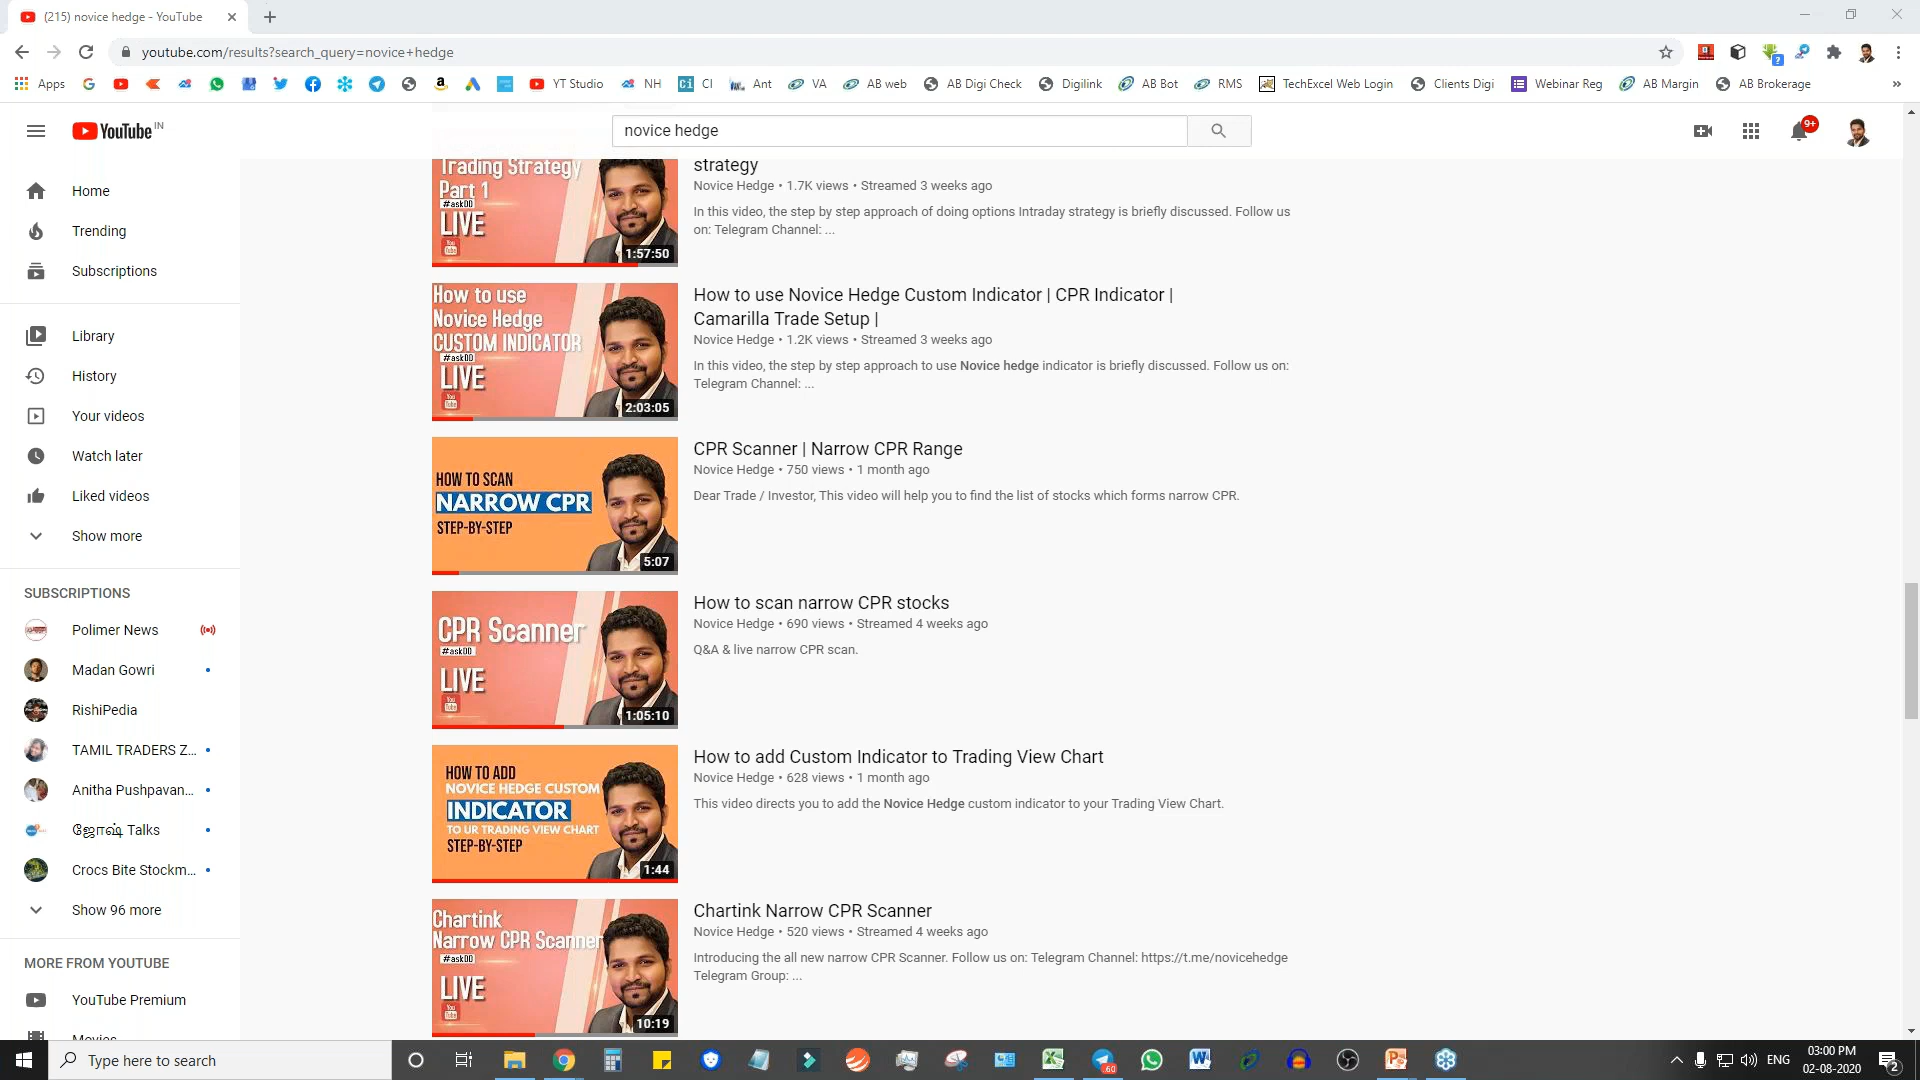 (215) novice hedge - YouTube
youtube.com/results?search_query=novice+hedge
Apps
YT Studio
NH
CI
CI
Ant
VA
AB web
AB Digi Check
Digilink
AB Bot
RMS
TechExcel Web Login
Clients Digi
Webinar Reg
AB Margin
AB Brokerage
YouTube IN
novice hedge
9+
Home
Trending
Subscriptions
Library
History
Your videos
Watch later
Liked videos
Show more
SUBSCRIPTIONS
Polimer News
Madan Gowri
RishiPedia
TAMIL TRADERS Z...
Anitha Pushpavan...
ஜோஷ் Talks
Crocs Bite Stockm...
Show 96 more
MORE FROM YOUTUBE
YouTube Premium
Movies
Trading Strategy
Part 1
#askDD
LIVE
You
Tube
1:57:50
strategy
Novice Hedge • 1.7K views • Streamed 3 weeks ago
In this video, the step by step approach of doing options Intraday strategy is briefly discussed. Follow us
on: Telegram Channel: ...
How to use
Novice Hedge
CUSTOM INDICATOR
#askDD
LIVE
You
Tube
2:03:05
How to use Novice Hedge Custom Indicator | CPR Indicator |
Camarilla Trade Setup |
Novice Hedge • 1.2K views • Streamed 3 weeks ago
In this video, the step by step approach to use Novice hedge indicator is briefly discussed. Follow us on:
Telegram Channel: ...
HOW TO SCAN
NARROW CPR
STEP-BY-STEP
5:07
CPR Scanner | Narrow CPR Range
Novice Hedge • 750 views • 1 month ago
Dear Trade / Investor, This video will help you to find the list of stocks which forms narrow CPR.
CPR Scanner
#askDD
LIVE
You
Tube
1:05:10
How to scan narrow CPR stocks
Novice Hedge • 690 views • Streamed 4 weeks ago
Q&A & live narrow CPR scan.
HOW TO ADD
NOVICE HEDGE CUSTOM
INDICATOR
TO UR TRADING VIEW CHART
STEP-BY-STEP
1:44
How to add Custom Indicator to Trading View Chart
Novice Hedge • 628 views • 1 month ago
This video directs you to add the Novice Hedge custom indicator to your Trading View Chart.
Chartink
Narrow CPR Scanner
#askDD
LIVE
You
Tube
10:19
Chartink Narrow CPR Scanner
Novice Hedge • 520 views • Streamed 4 weeks ago
Introducing the all new narrow CPR Scanner. Follow us on: Telegram Channel: https://t.me/novicehedge
Telegram Group: ...
Type here to search
.60
ENG
03:00 PM
02-08-2020
2